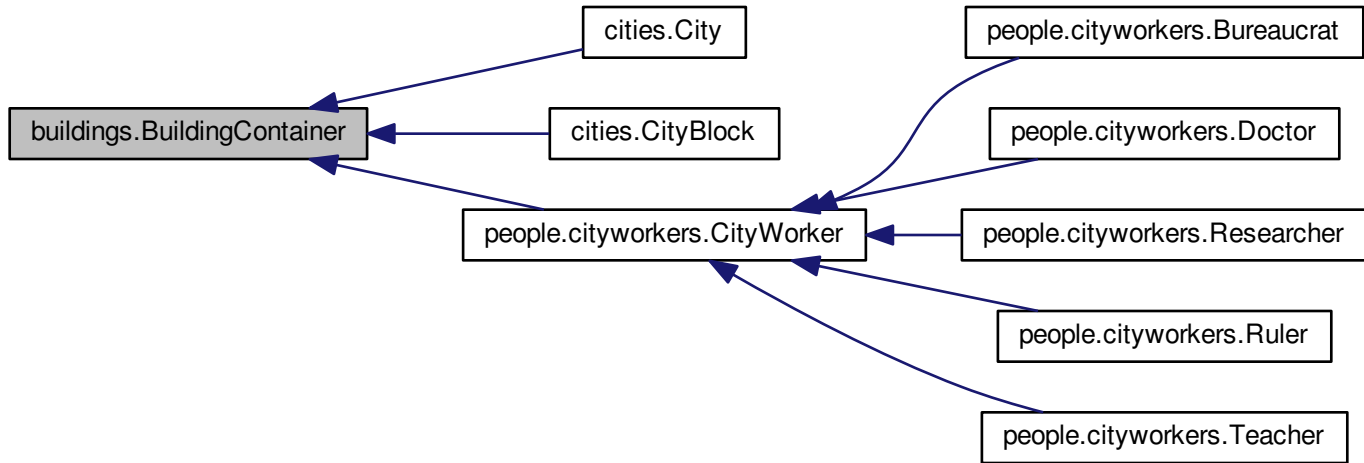 cities.City
people.cityworkers.Bureaucrat
buildings.BuildingContainer
cities.CityBlock
people.cityworkers.Doctor
people.cityworkers.CityWorker
people.cityworkers.Researcher
people.cityworkers.Ruler
people.cityworkers.Teacher